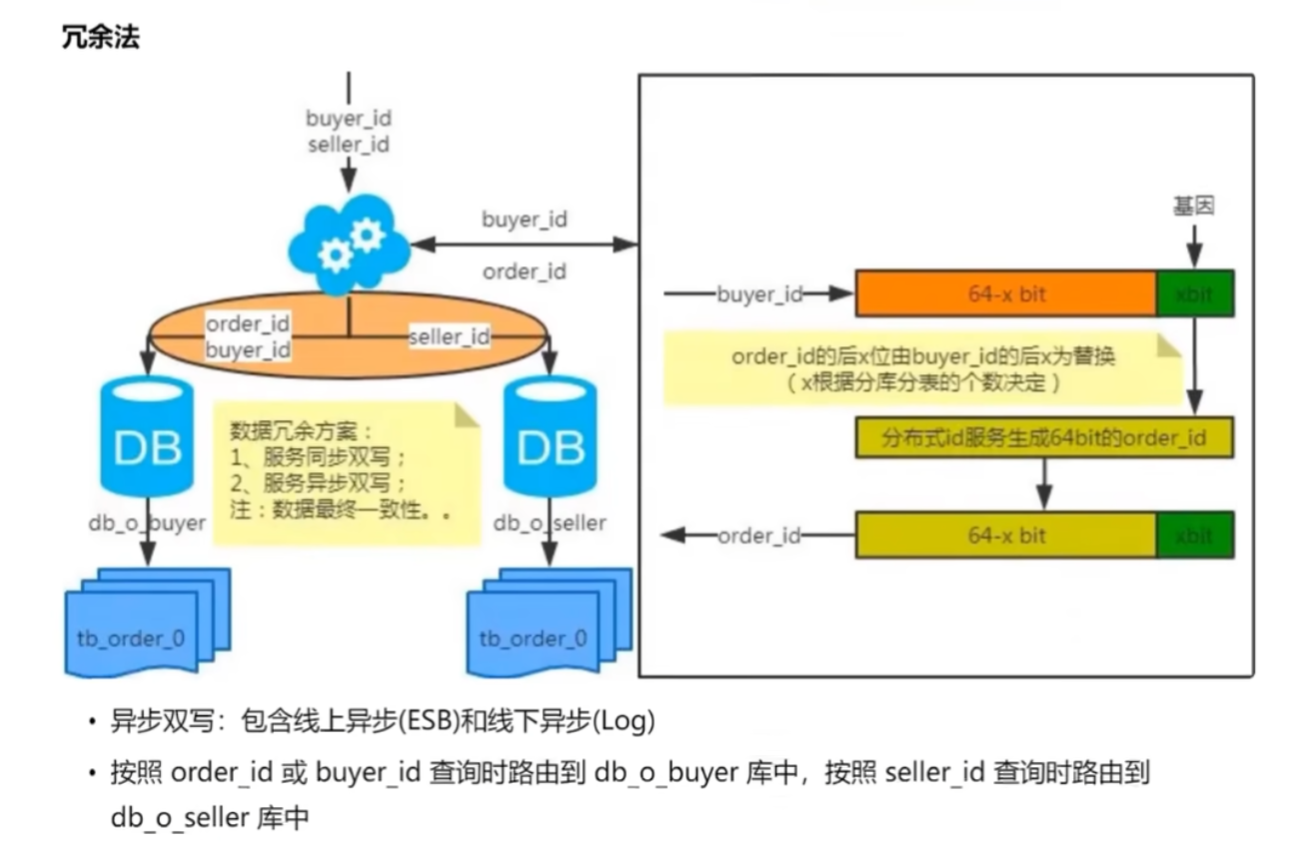 冗余法
buyer_id
seller_id
buyer_id
order_id
order_id
buyer_id
seller_id
DB
DB
数据冗余方案：
1、服务同步双写；
2、服务异步双写；
注：数据最终一致性。。
db_o_buyer
db_o_seller
tb_order_0
tb_order_0
基因
buyer_id
64-x bit
xbit
order_id的后x位由buyer_id的后x为替换
（x根据分库分表的个数决定）
分布式id服务生成64bit的order_id
order_id
64-x bit
xbit
• 异步双写：包含线上异步(ESB)和线下异步(Log)
• 按照 order_id 或 buyer_id 查询时路由到 db_o_buyer 库中，按照 seller_id 查询时路由到
db_o_seller 库中